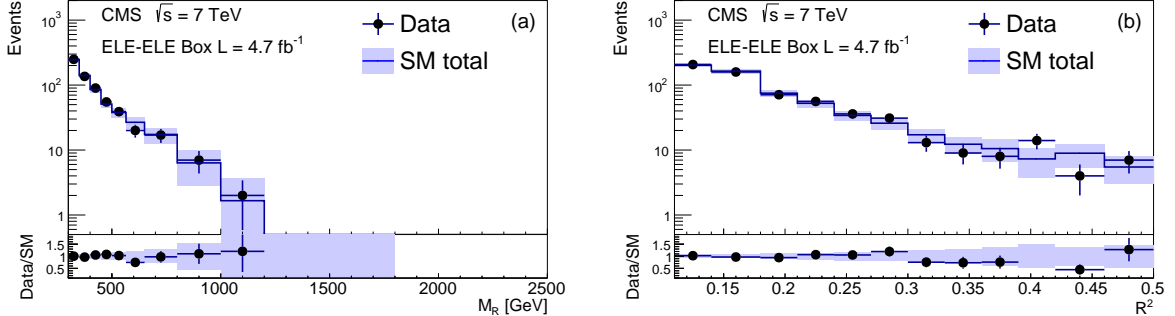 CMS √s = 7 TeV
(a)
ELE-ELE Box L = 4.7 fb⁻¹
Data
SM total
Events
10³
10²
10
1
Data/SM
1.5
1
0.5
500 1000 1500 2000 2500
M_R [GeV]
CMS √s = 7 TeV
(b)
ELE-ELE Box L = 4.7 fb⁻¹
Data
SM total
Events
10³
10²
10
1
Data/SM
1.5
1
0.5
0.15 0.2 0.25 0.3 0.35 0.4 0.45 0.5
R²